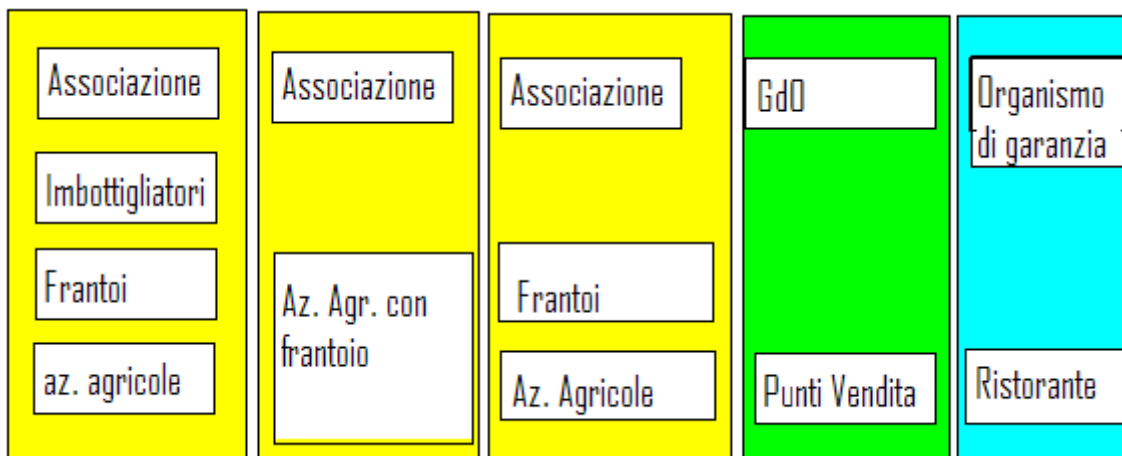 Associazione
Imbottigliatori
Frantoi
az. agricole
Associazione
Az. Agr. con
frantoio
Associazione
Frantoi
Az. Agricole
GdO
Punti Vendita
Organismo
di garanzia
Ristorante